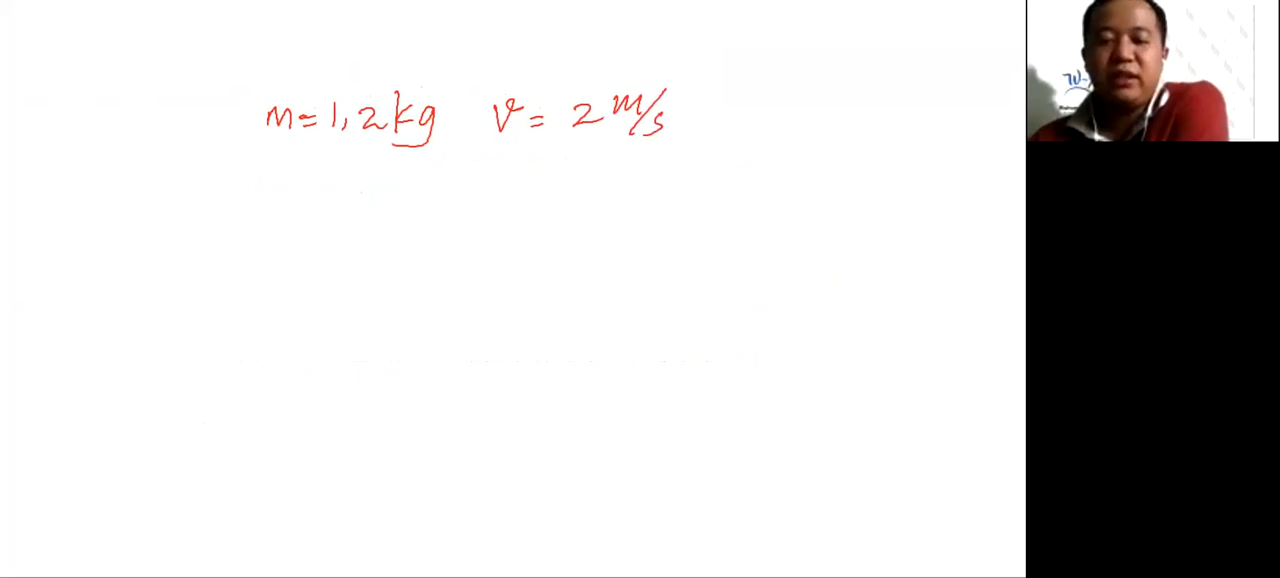 m = 1,2 kg v = 2 m/s